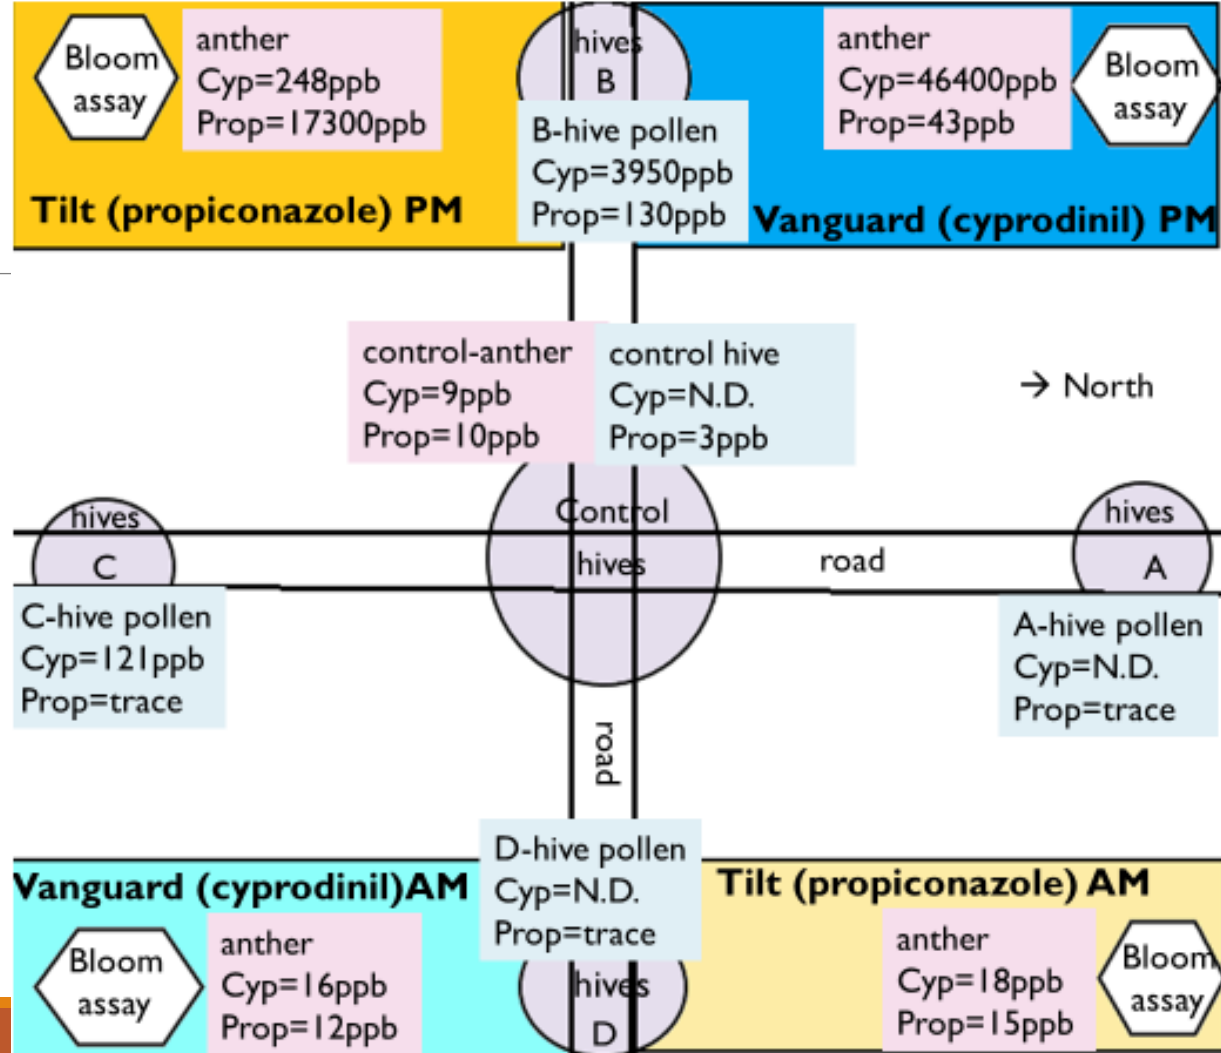 Bloom
assay
anther
Cyp=248ppb
Prop=17300ppb
Tilt (propiconazole) PM
hives
B
B-hive pollen
Cyp=3950ppb
Prop=130ppb
anther
Cyp=46400ppb
Prop=43ppb
Bloom
assay
Vanguard (cyprodinil) PM
control-anther
Cyp=9ppb
Prop=10ppb
control hive
Cyp=N.D.
Prop=3ppb
→ North
hives
C
C-hive pollen
Cyp=121ppb
Prop=trace
Control
hives
road
hives
A
A-hive pollen
Cyp=N.D.
Prop=trace
road
Vanguard (cyprodinil)AM
Bloom
assay
anther
Cyp=16ppb
Prop=12ppb
D-hive pollen
Cyp=N.D.
Prop=trace
hives
D
Tilt (propiconazole) AM
anther
Cyp=18ppb
Prop=15ppb
Bloom
assay